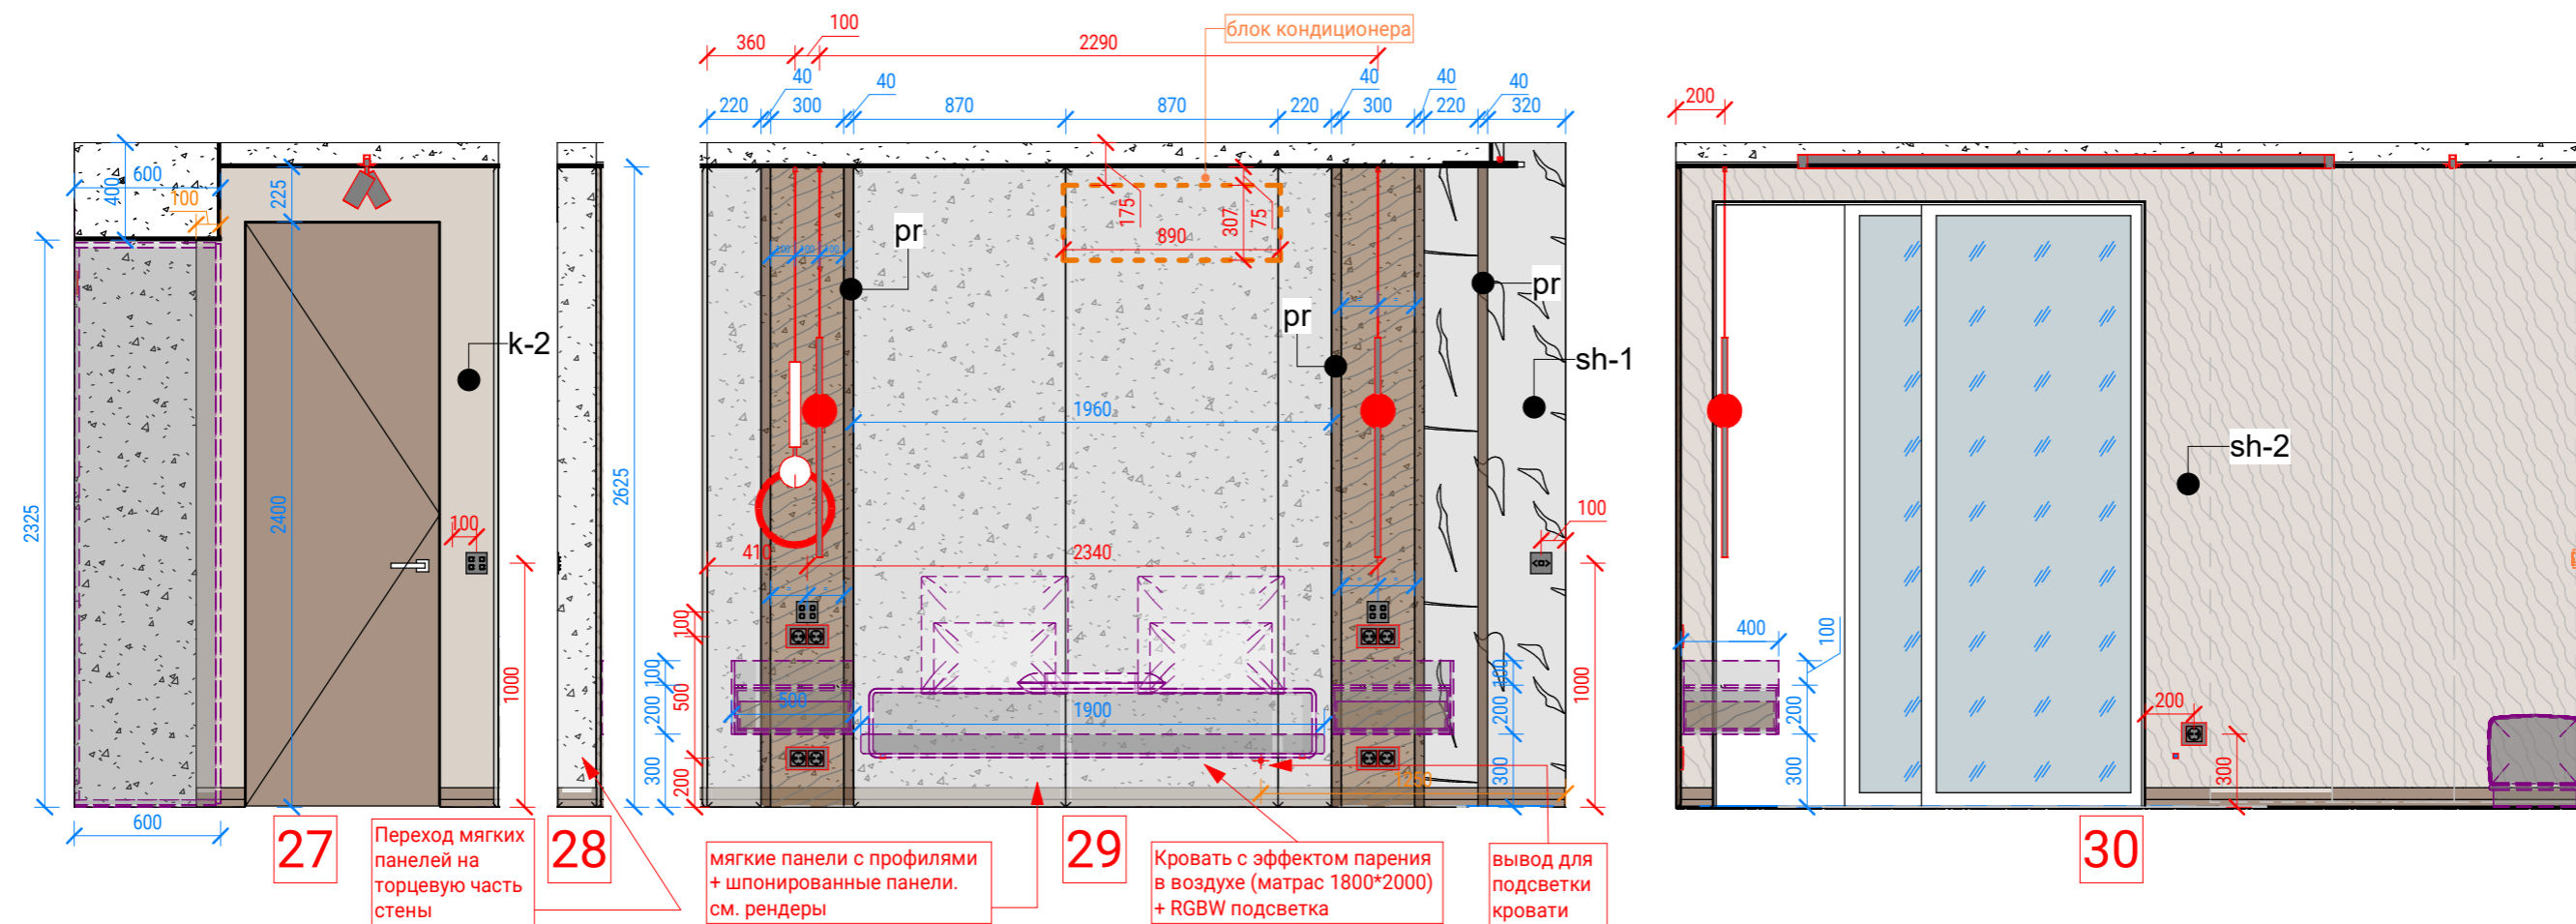 100
360
2290
блок кондиционера
40
40
40
40
40
220
300
870
870
220
300
220
320
200
600
400
100
225
175
307
75
890
pr
pr
pr
k-2
sh-1
sh-2
1960
2325
2400
2625
100
100
410
2340
1000
100
100
500
200
500
1900
300
200
100
200
300
1000
1250
400
100
200
300
200
300
600
27
28
29
30
Переход мягких
панелей на
торцевую часть
стены
мягкие панели с профилями
+ шпонированные панели.
см. рендеры
Кровать с эффектом парения
в воздухе (матрас 1800*2000)
+ RGBW подсветка
вывод для
подсветки
кровати